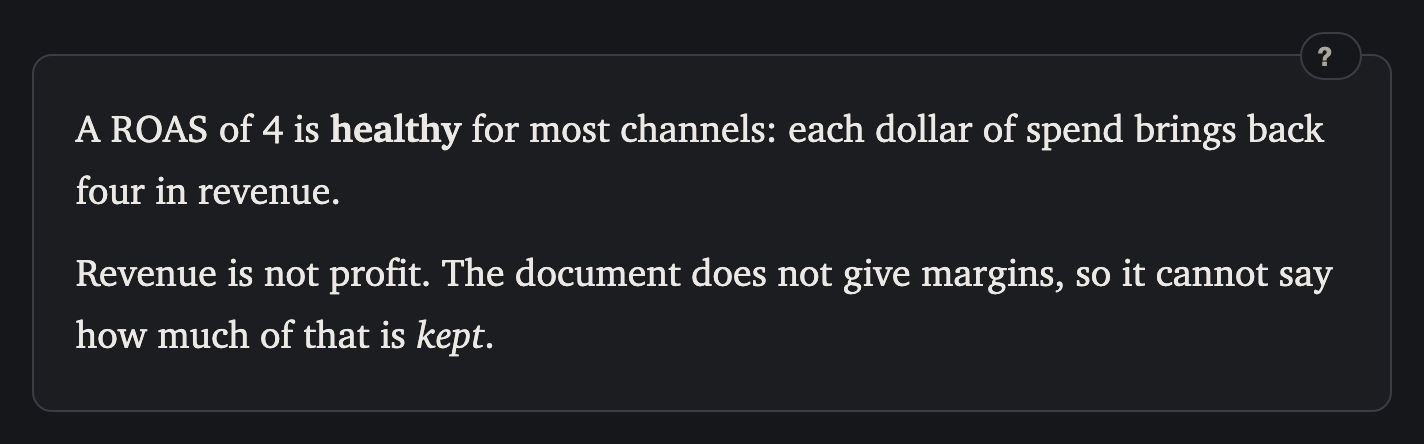 ?
A ROAS of 4 is healthy for most channels: each dollar of spend brings back
four in revenue.
Revenue is not profit. The document does not give margins, so it cannot say
how much of that is kept.